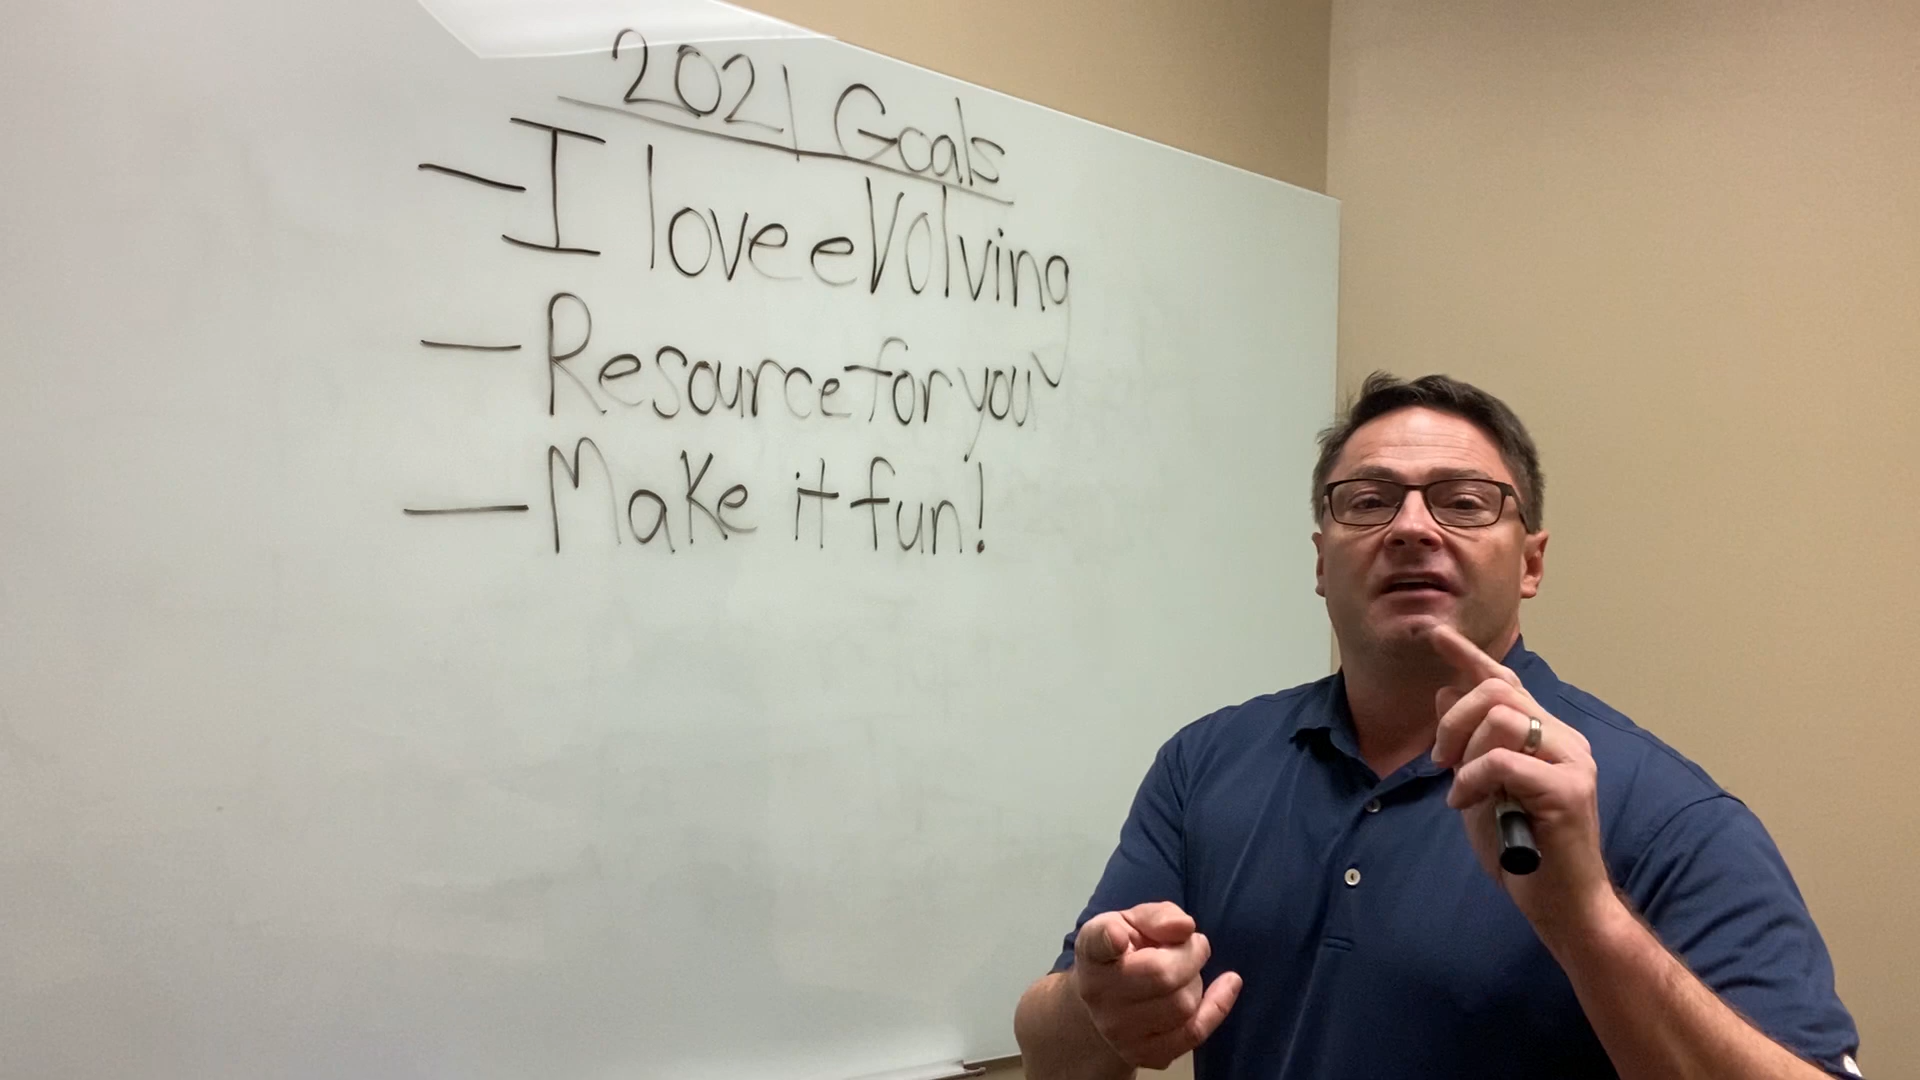 2021 Goals
- I love evolving
- Resource for you
- Make it fun!